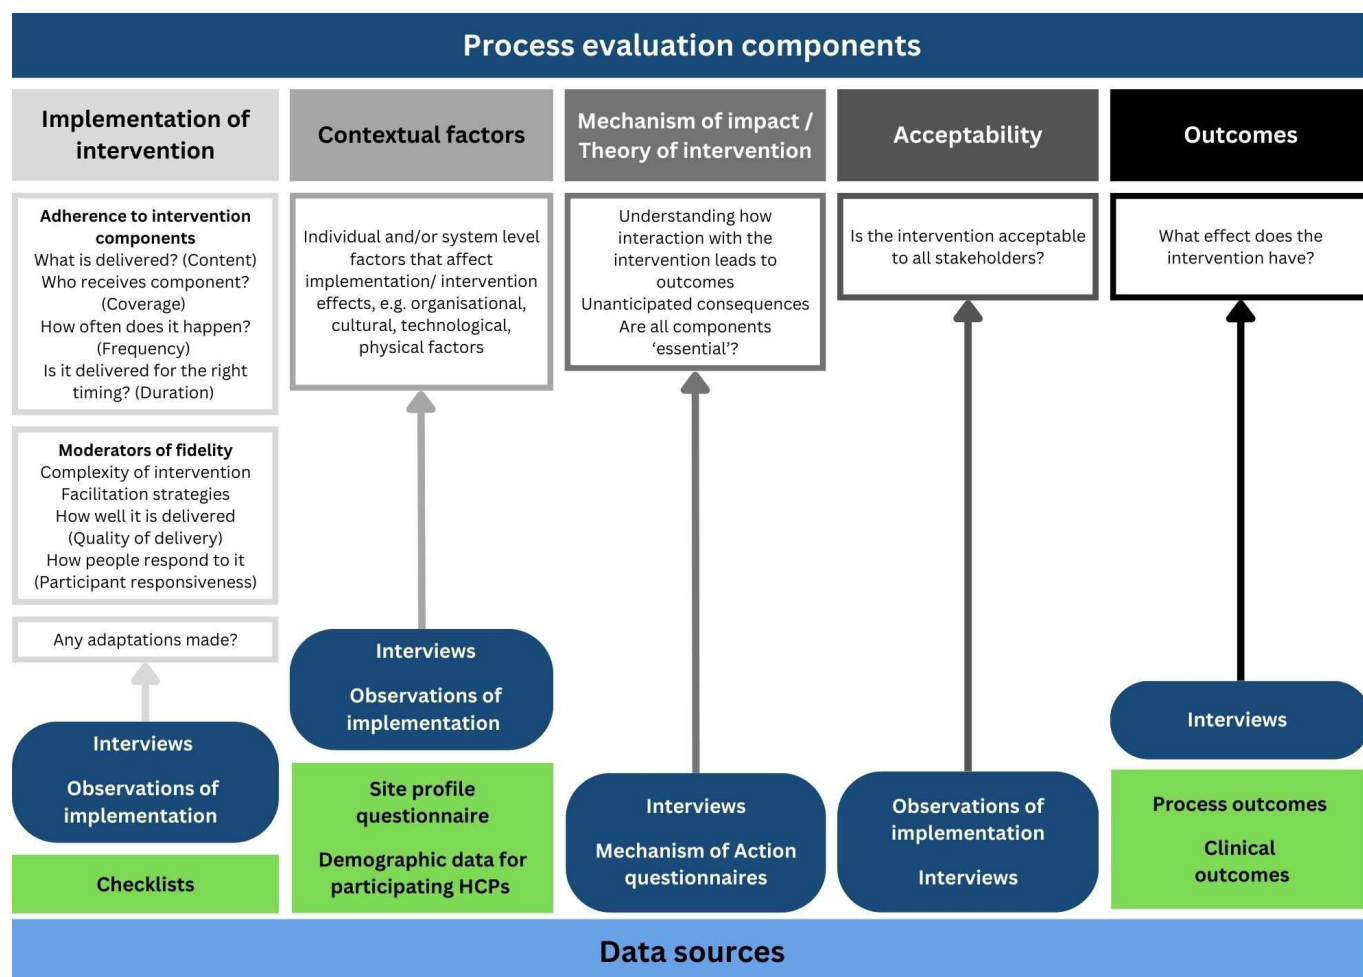 Process evaluation components
Implementation of
intervention
Adherence to intervention
components
What is delivered? (Content)
Who receives component?
(Coverage)
How often does it happen?
(Frequency)
Is it delivered for the right
timing? (Duration)
Moderators of fidelity
Complexity of intervention
Facilitation strategies
How well it is delivered
(Quality of delivery)
How people respond to it
(Participant responsiveness)
Any adaptations made?
Interviews
Observations of
implementation
Checklists
Contextual factors
Individual and/or system level
factors that affect
implementation/ intervention
effects, e.g. organisational,
cultural, technological,
physical factors
Interviews
Observations of
implementation
Site profile
questionnaire
Demographic data for
participating HCPs
Mechanism of impact /
Theory of intervention
Understanding how
interaction with the
intervention leads to
outcomes
Unanticipated consequences
Are all components
‘essential’?
Interviews
Mechanism of Action
questionnaires
Acceptability
Is the intervention acceptable
to all stakeholders?
Observations of
implementation
Interviews
Outcomes
What effect does the
intervention have?
Interviews
Process outcomes
Clinical
outcomes
Data sources